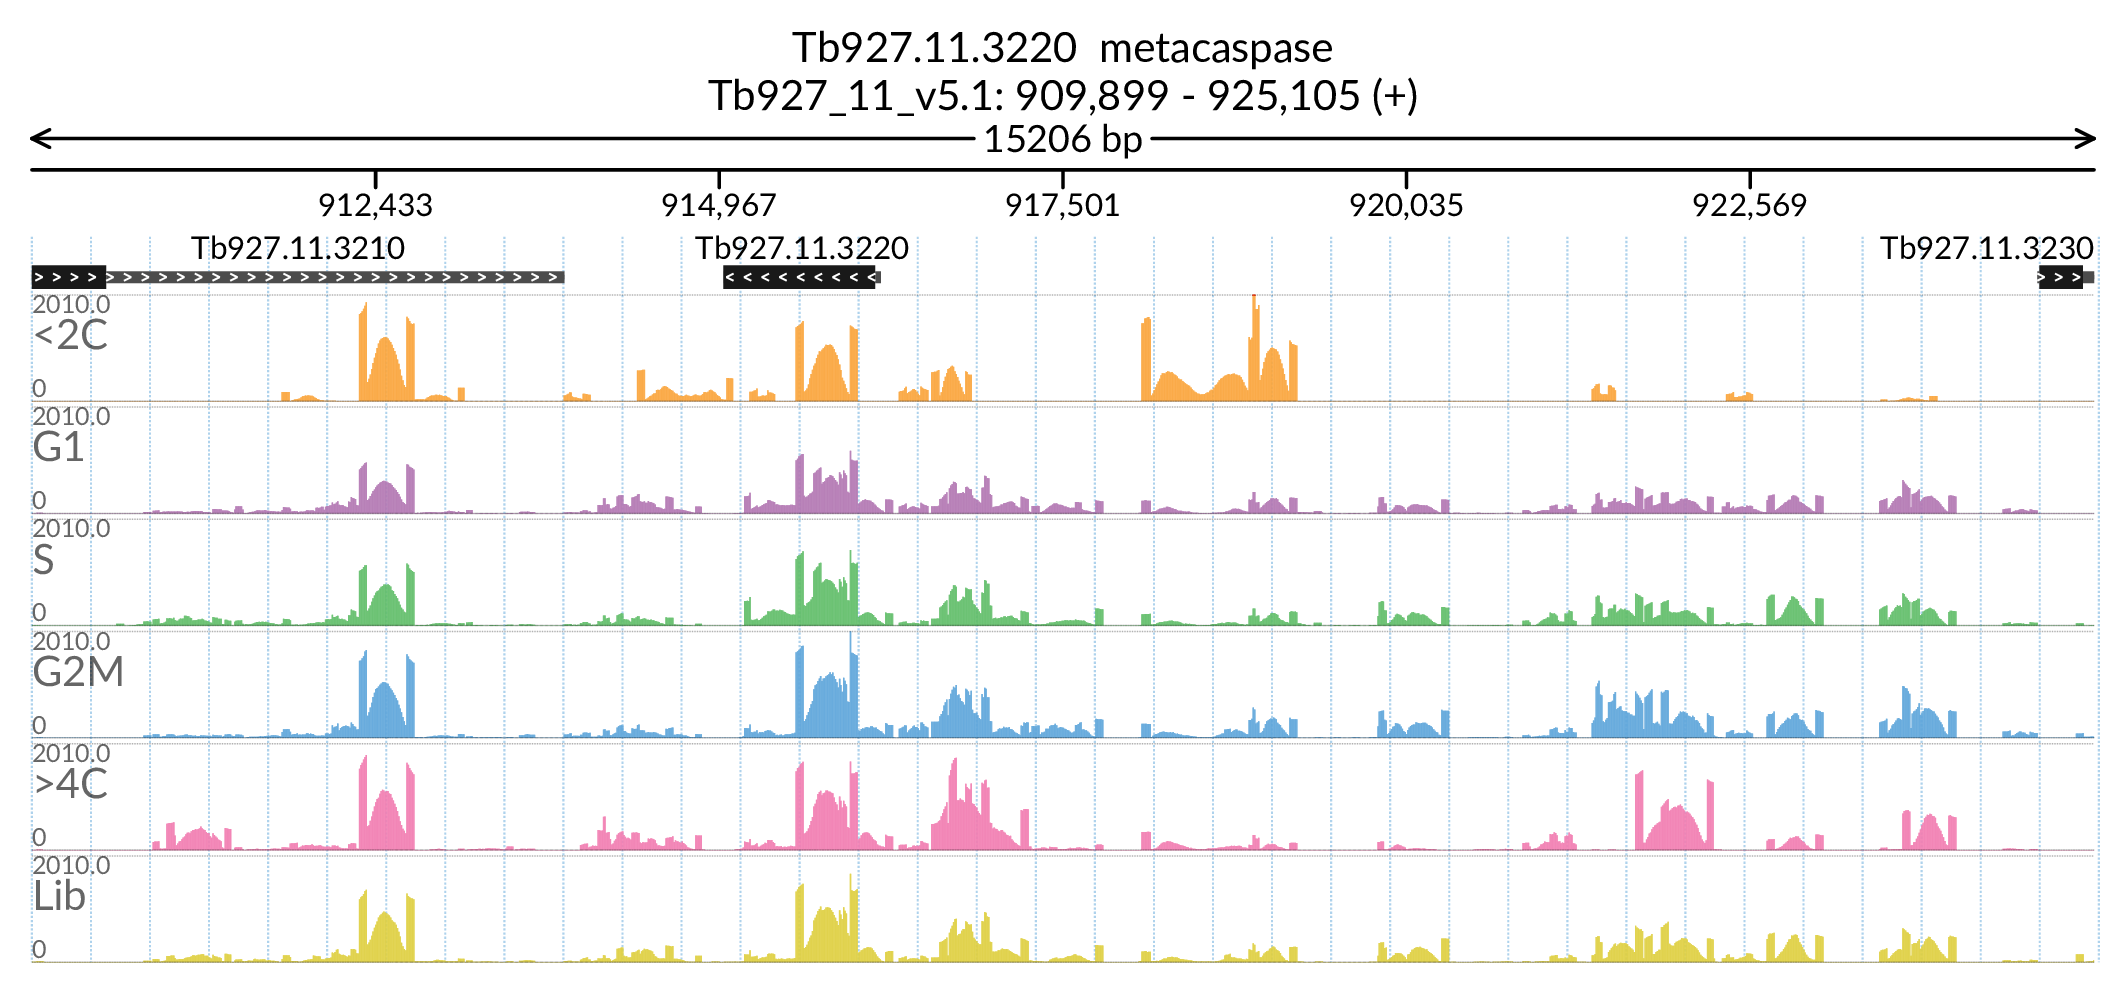 Tb927.11.3220 metacaspase
Tb927_11_v5.1: 909,899 - 925,105 (+)
15206 bp
912,433 914,967 917,501 920,035 922,569
Tb927.11.3210 Tb927.11.3220 Tb927.11.3230
2010.0
<2C
0
2010.0
G1
0
2010.0
S
0
2010.0
G2M
0
2010.0
>4C
0
2010.0
Lib
0